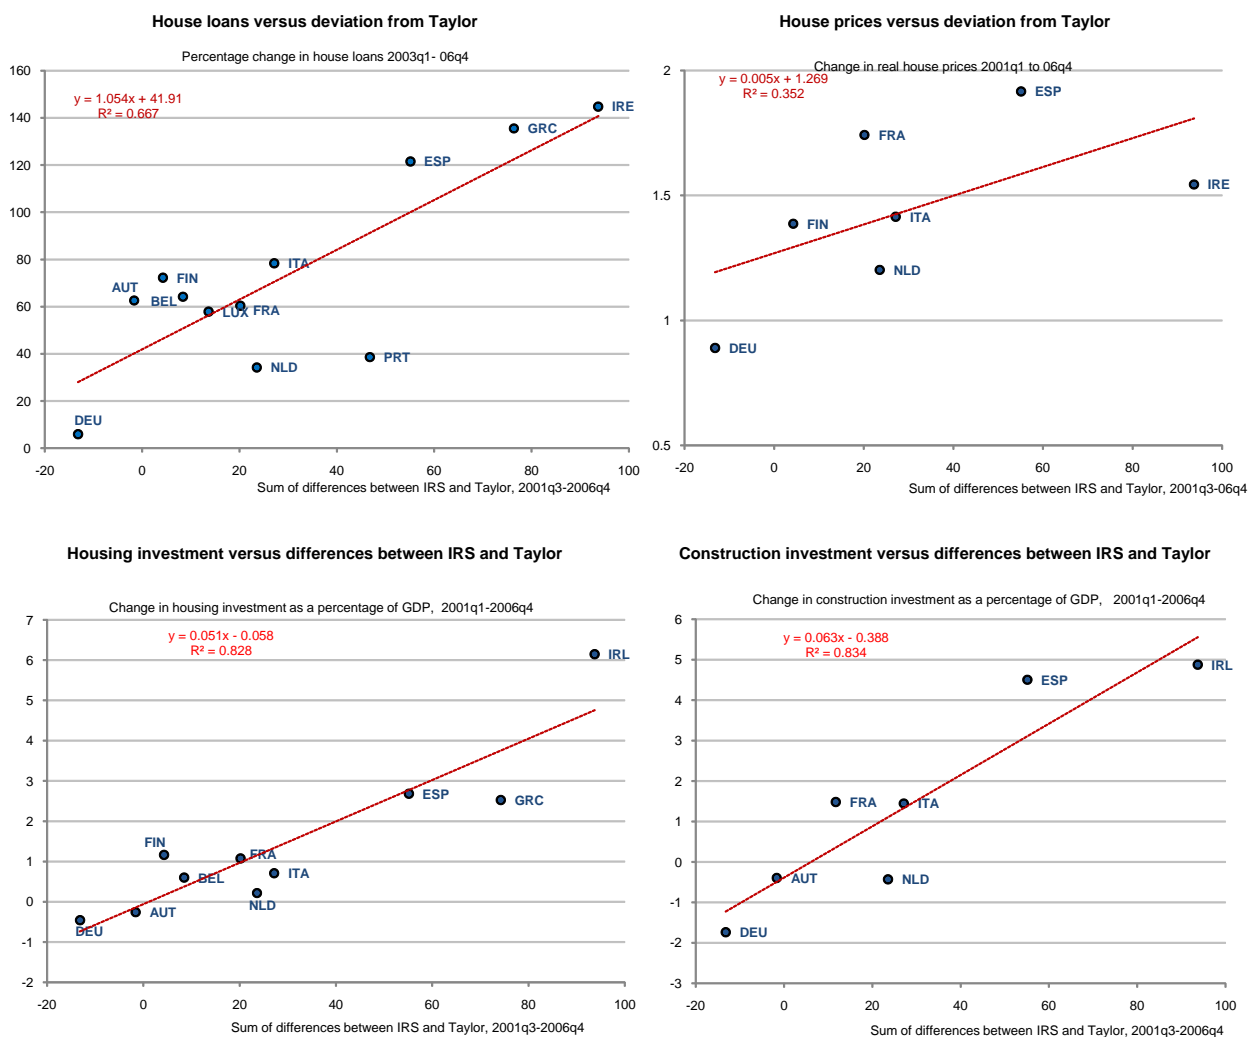 House loans versus deviation from Taylor
Percentage change in house loans 2003q1- 06q4
y = 1.054x + 41.91
R² = 0.667
160
140
120
100
80
60
40
20
0
IRE
GRC
ESP
ITA
FIN
AUT
BEL
LUX
FRA
PRT
NLD
DEU
-20
0
20
40
60
80
100
Sum of differences between IRS and Taylor, 2001q3-2006q4
House prices versus deviation from Taylor
Change in real house prices 2001q1 to 06q4
y = 0.005x + 1.269
R² = 0.352
2
1.5
1
0.5
ESP
FRA
IRE
FIN
ITA
NLD
DEU
-20
0
20
40
60
80
100
Sum of differences between IRS and Taylor, 2001q3-06q4
Housing investment versus differences between IRS and Taylor
Change in housing investment as a percentage of GDP, 2001q1-2006q4
y = 0.051x - 0.058
R² = 0.828
7
6
5
4
3
2
1
0
-1
-2
IRL
ESP
GRC
FIN
FRA
BEL
ITA
NLD
AUT
DEU
-20
0
20
40
60
80
100
Sum of differences between IRS and Taylor, 2001q3-2006q4
Construction investment versus differences between IRS and Taylor
Change in construction investment as a percentage of GDP, 2001q1-2006q4
y = 0.063x - 0.388
R² = 0.834
6
5
4
3
2
1
0
-1
-2
-3
IRL
ESP
FRA
ITA
AUT
NLD
DEU
-20
0
20
40
60
80
100
Sum of differences between IRS and Taylor, 2001q3-2006q4